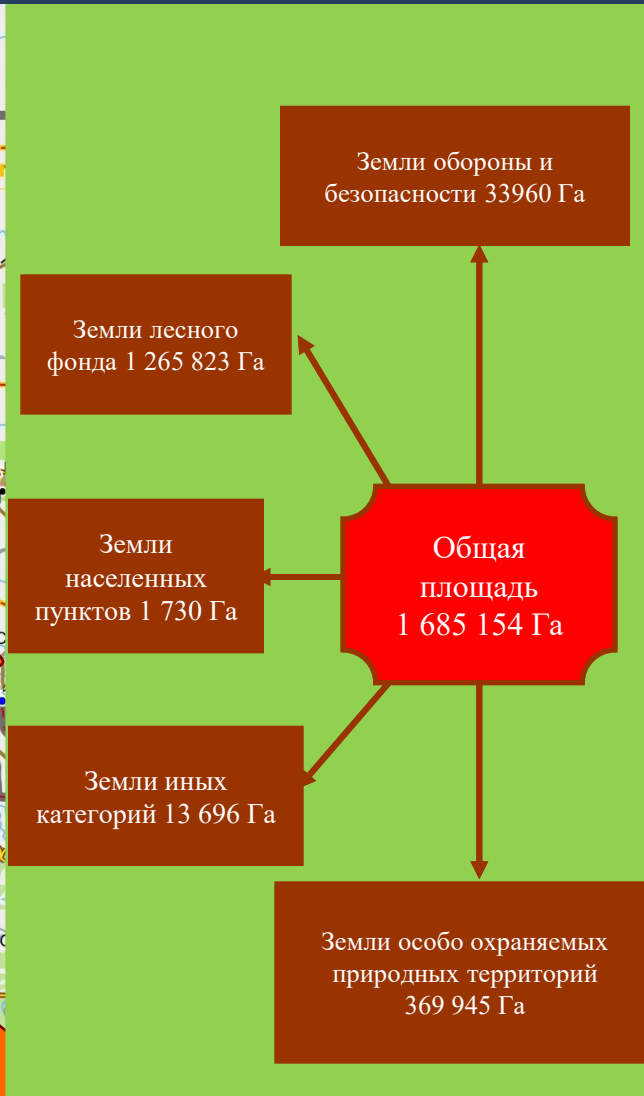 Земли обороны и
безопасности 33960 Га
Земли лесного
фонда 1 265 823 Га
Земли
населенных
пунктов 1 730 Га
Общая
площадь
1 685 154 Га
Земли иных
категорий 13 696 Га
Земли особо охраняемых
природных территорий
369 945 Га